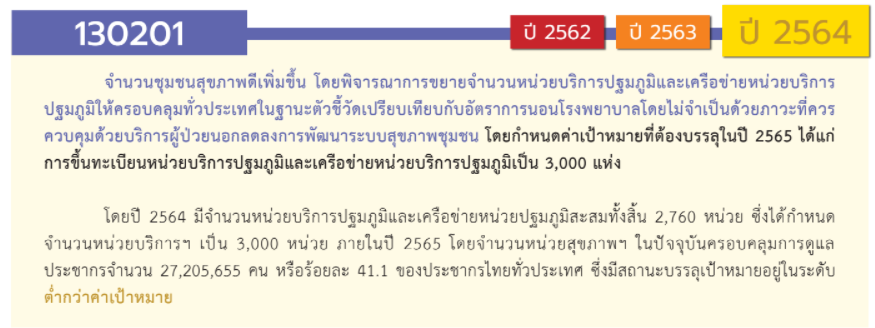 130201
ปี 2562
ปี 2563
ปี 2564
จำนวนชุมชนสุขภาพดีเพิ่มขึ้น โดยพิจารณาการขยายจำนวนหน่วยบริการปฐมภูมิและเครือข่ายหน่วยบริการ
ปฐมภูมิให้ครอบคลุมทั่วประเทศในฐานะตัวชี้วัดเปรียบเทียบกับอัตราการนอนโรงพยาบาลโดยไม่จำเป็นด้วยภาวะที่ควร
ควบคุมด้วยบริการผู้ป่วยนอกลดลงการพัฒนาระบบสุขภาพชุมชน โดยกำหนดค่าเป้าหมายที่ต้องบรรลุในปี 2565 ได้แก่
การขึ้นทะเบียนหน่วยบริการปฐมภูมิและเครือข่ายหน่วยบริการปฐมภูมิเป็น 3,000 แห่ง
โดยปี 2564 มีจำนวนหน่วยบริการปฐมภูมิและเครือข่ายหน่วยปฐมภูมิสะสมทั้งสิ้น 2,760 หน่วย ซึ่งได้กำหนด
จำนวนหน่วยบริการฯ เป็น 3,000 หน่วย ภายในปี 2565 โดยจำนวนหน่วยสุขภาพฯ ในปัจจุบันครอบคลุมการดูแล
ประชากรจำนวน 27,205,655 คน หรือร้อยละ 41.1 ของประชากรไทยทั่วประเทศ ซึ่งมีสถานะบรรลุเป้าหมายอยู่ในระดับ
ต่ำกว่าค่าเป้าหมาย